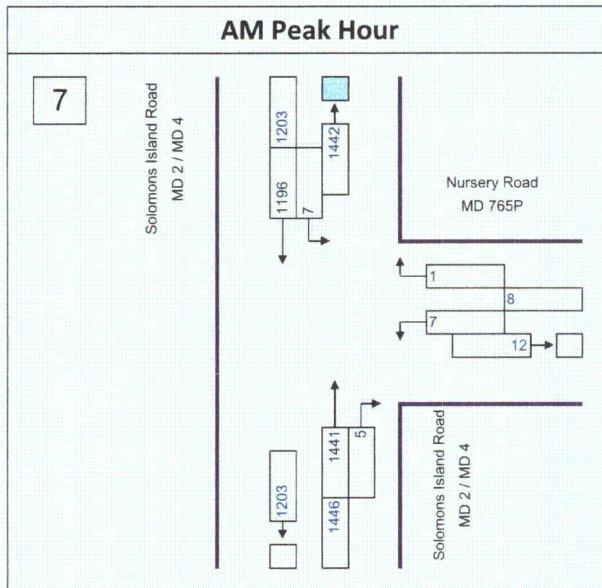 AM Peak Hour
7
Solomons Island Road
MD 2 / MD 4
1203
1442
1196
7
Nursery Road
MD 765P
1
8
7
12
1441
5
1203
1446
Solomons Island Road
MD 2 / MD 4